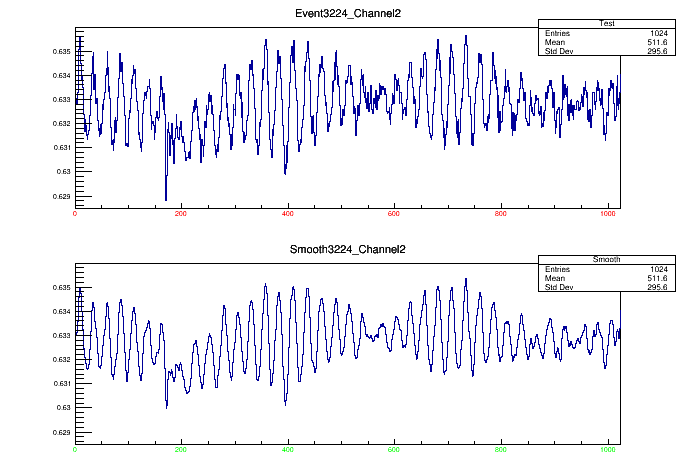 Event3224_Channel2
Test
Entries 1024
Mean 511.6
Std Dev 295.6
0.635
0.634
0.633
0.632
0.631
0.63
0.629
0 200 400 600 800 1000
Smooth3224_Channel2
Smooth
Entries 1024
Mean 511.6
Std Dev 295.6
0.635
0.634
0.633
0.632
0.631
0.63
0.629
0 200 400 600 800 1000